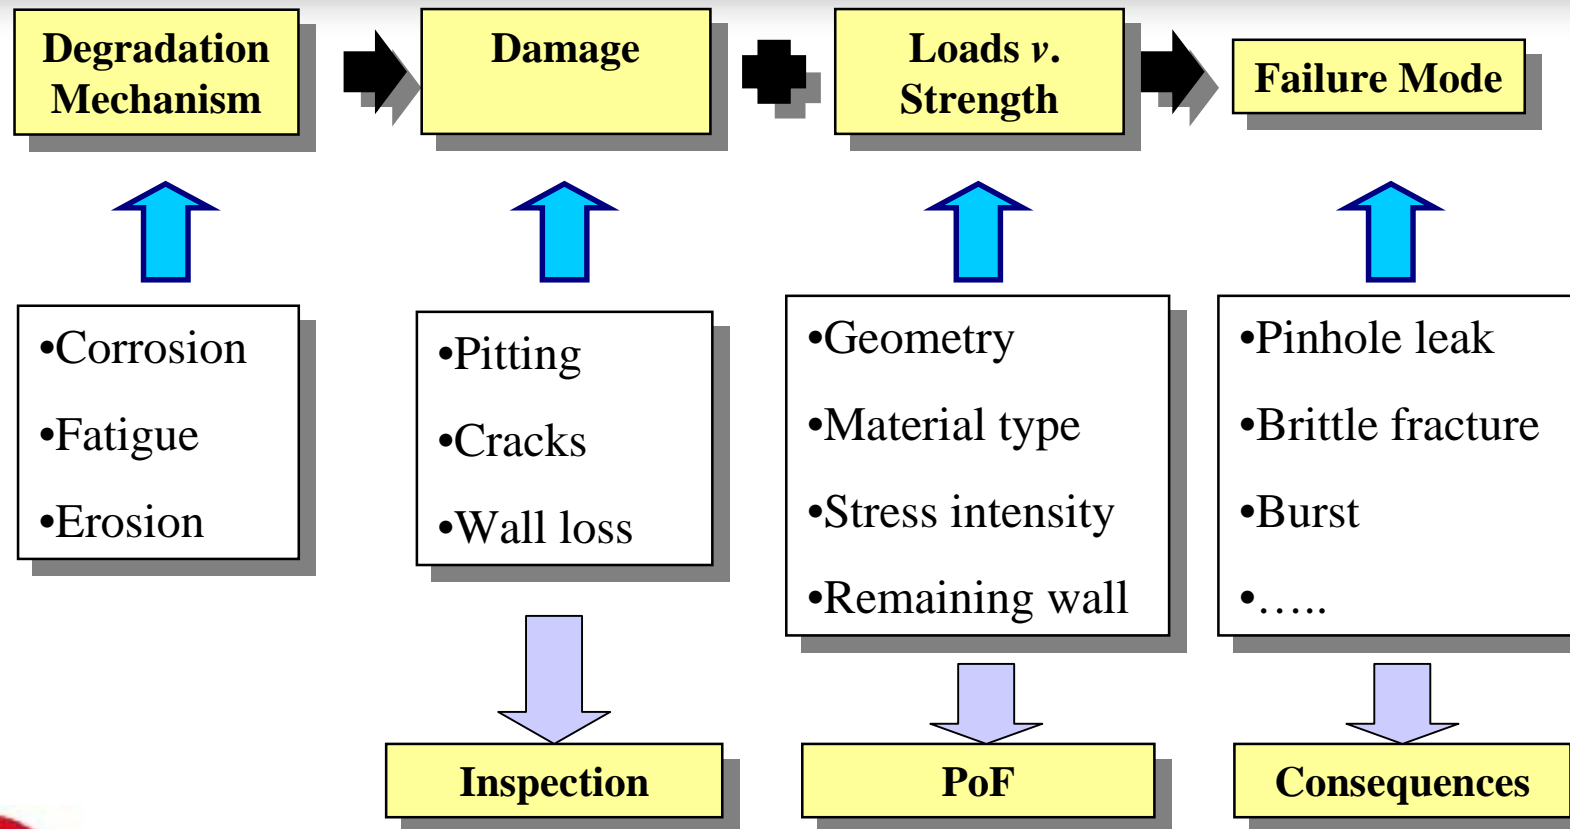 Degradation
Mechanism
Damage
Loads v.
Strength
Failure Mode
•Corrosion
•Fatigue
•Erosion
•Pitting
•Cracks
•Wall loss
•Geometry
•Material type
•Stress intensity
•Remaining wall
•Pinhole leak
•Brittle fracture
•Burst
•…..
Inspection
PoF
Consequences